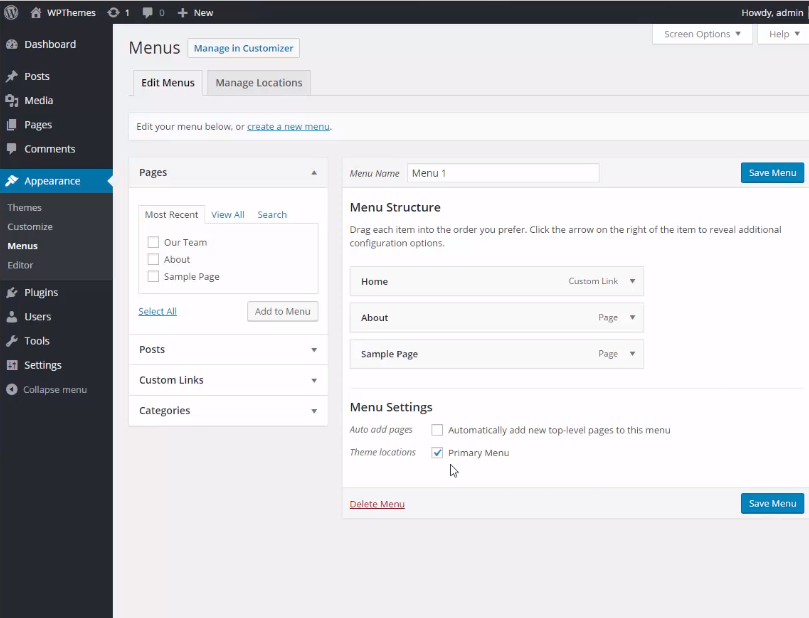 WPThemes 1 0 New Howdy, admin
Screen Options Help
Dashboard
Posts
Media
Pages
Comments
Appearance
Themes
Customize
Menus
Editor
Plugins
Users
Tools
Settings
Collapse menu
Menus Manage in Customizer
Edit Menus Manage Locations
Edit your menu below, or create a new menu.
Pages
Most Recent View All Search
Our Team
About
Sample Page
Select All Add to Menu
Posts
Custom Links
Categories
Menu Name Menu 1 Save Menu
Menu Structure
Drag each item into the order you prefer. Click the arrow on the right of the item to reveal additional
configuration options.
Home Custom Link
About Page
Sample Page Page
Menu Settings
Auto add pages Automatically add new top-level pages to this menu
Theme locations Primary Menu
Delete Menu Save Menu